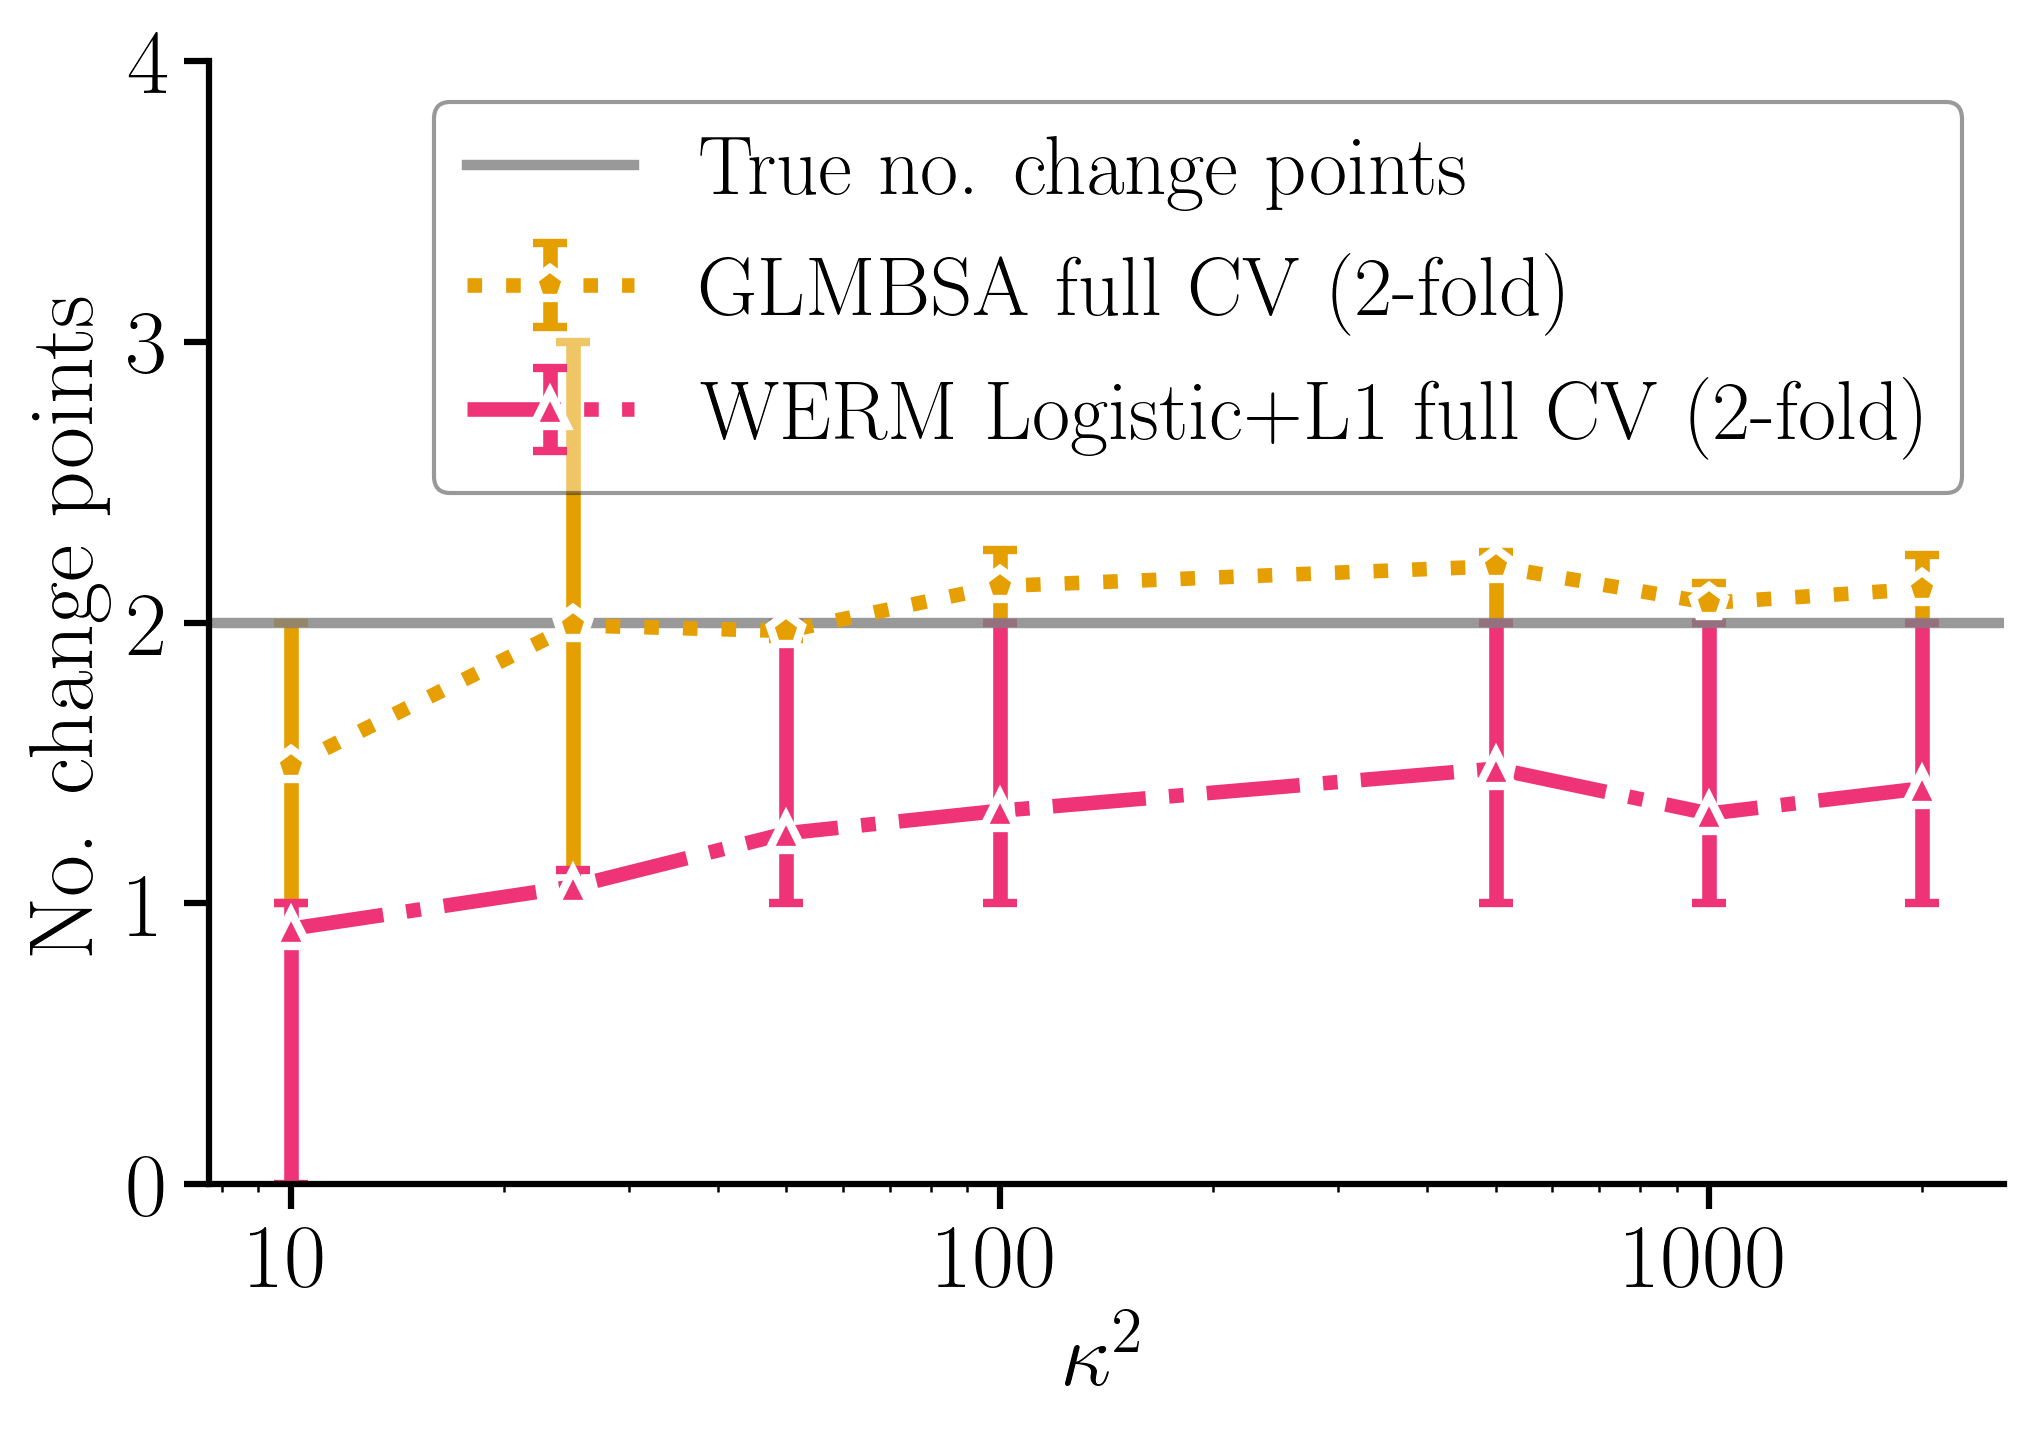 4
3
2
1
0
No. change points
True no. change points
GLMBSA full CV (2-fold)
WERM Logistic+L1 full CV (2-fold)
10 100 1000
κ²